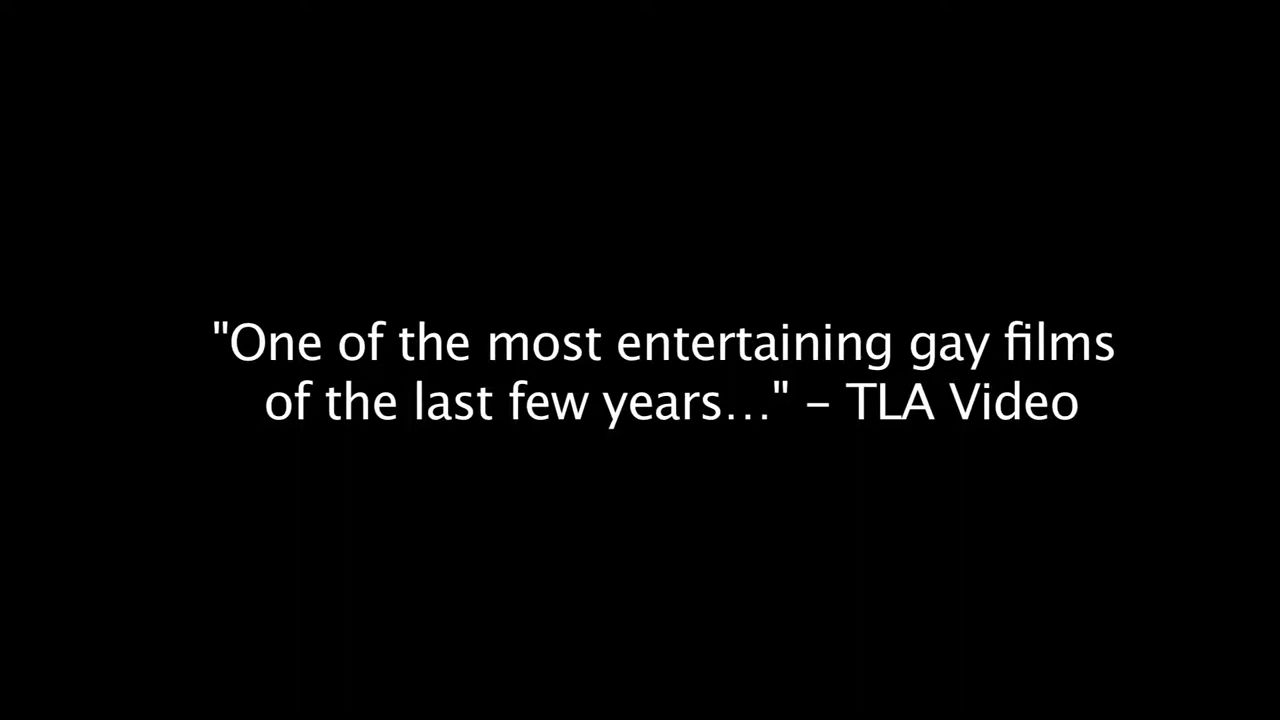 "One of the most entertaining gay films
of the last few years…" – TLA Video